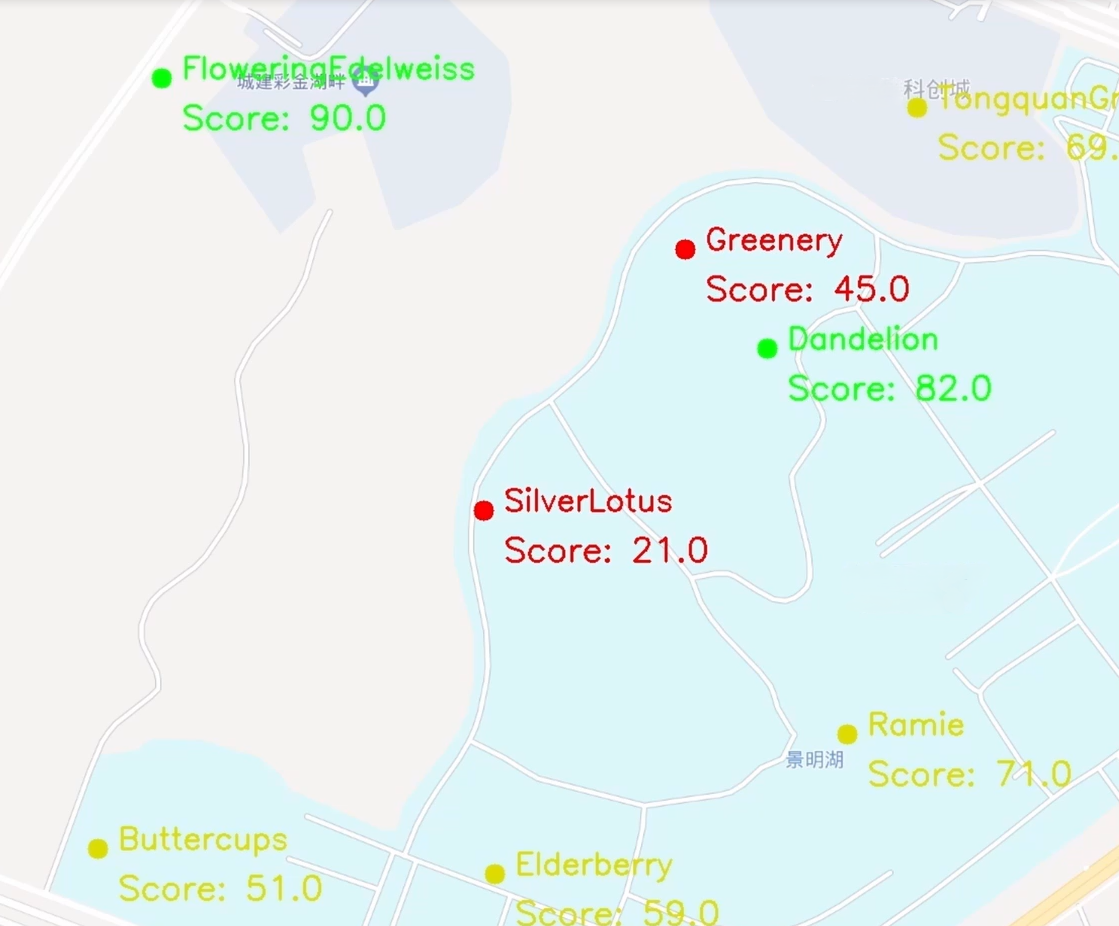 FloweringEdelweiss
城建彩金湖畔
Score: 90.0
科创城
Score: 69.
Greenery
Score: 45.0
Dandelion
Score: 82.0
SilverLotus
Score: 21.0
Ramie
景明湖
Score: 71.0
Buttercups
Score: 51.0
Elderberry
Score: 59.0